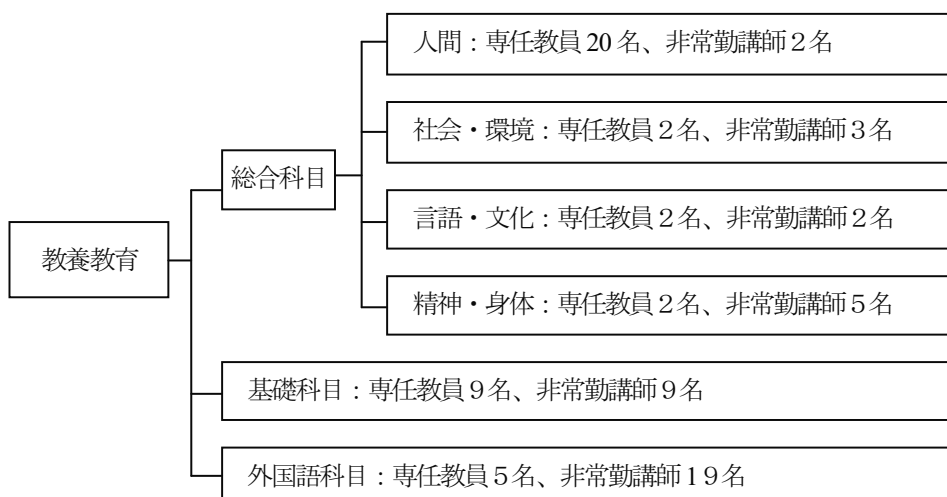 人間：専任教員 20 名、非常勤講師２名
社会・環境：専任教員２名、非常勤講師３名
総合科目
言語・文化：専任教員２名、非常勤講師２名
教養教育
精神・身体：専任教員２名、非常勤講師５名
基礎科目：専任教員９名、非常勤講師９名
外国語科目：専任教員５名、非常勤講師１９名